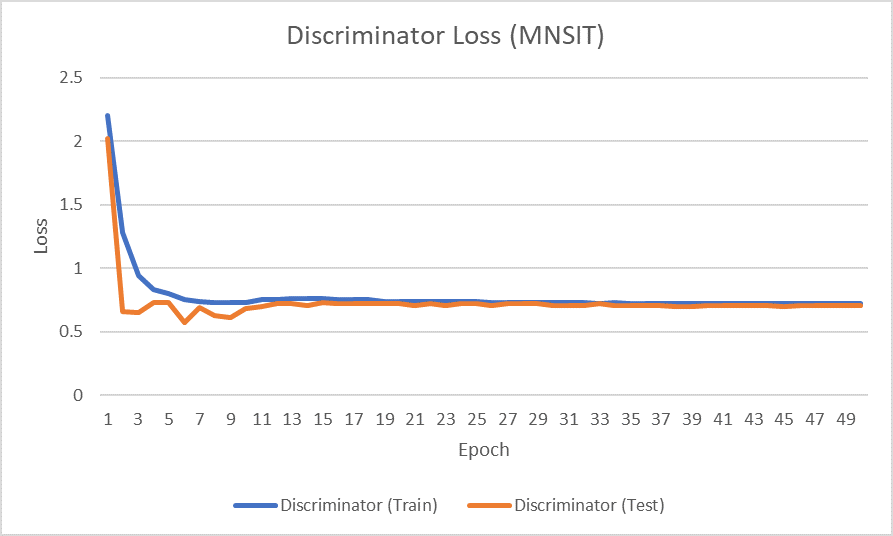 Discriminator Loss (MNSIT)
2.5
2
1.5
1
0.5
0
Loss
1 3 5 7 9 11 13 15 17 19 21 23 25 27 29 31 33 35 37 39 41 43 45 47 49
Epoch
Discriminator (Train) Discriminator (Test)